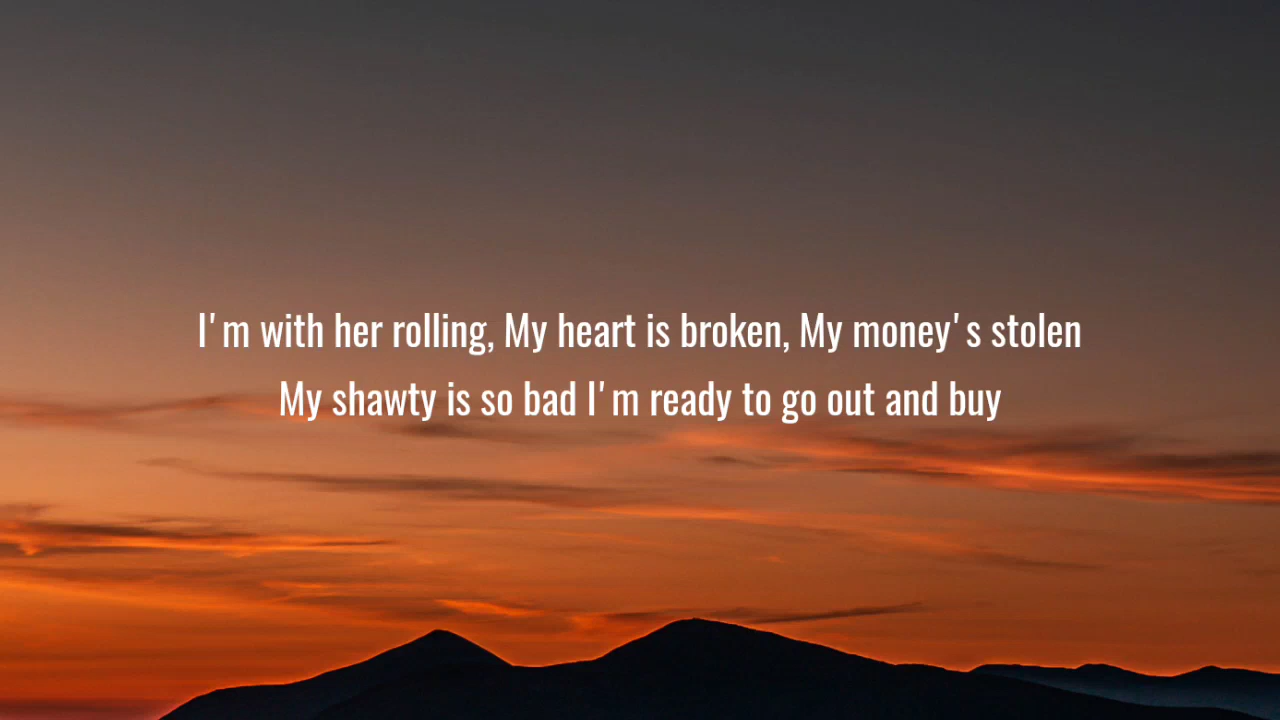 I'm with her rolling, My heart is broken, My money's stolen
My shawty is so bad I'm ready to go out and buy